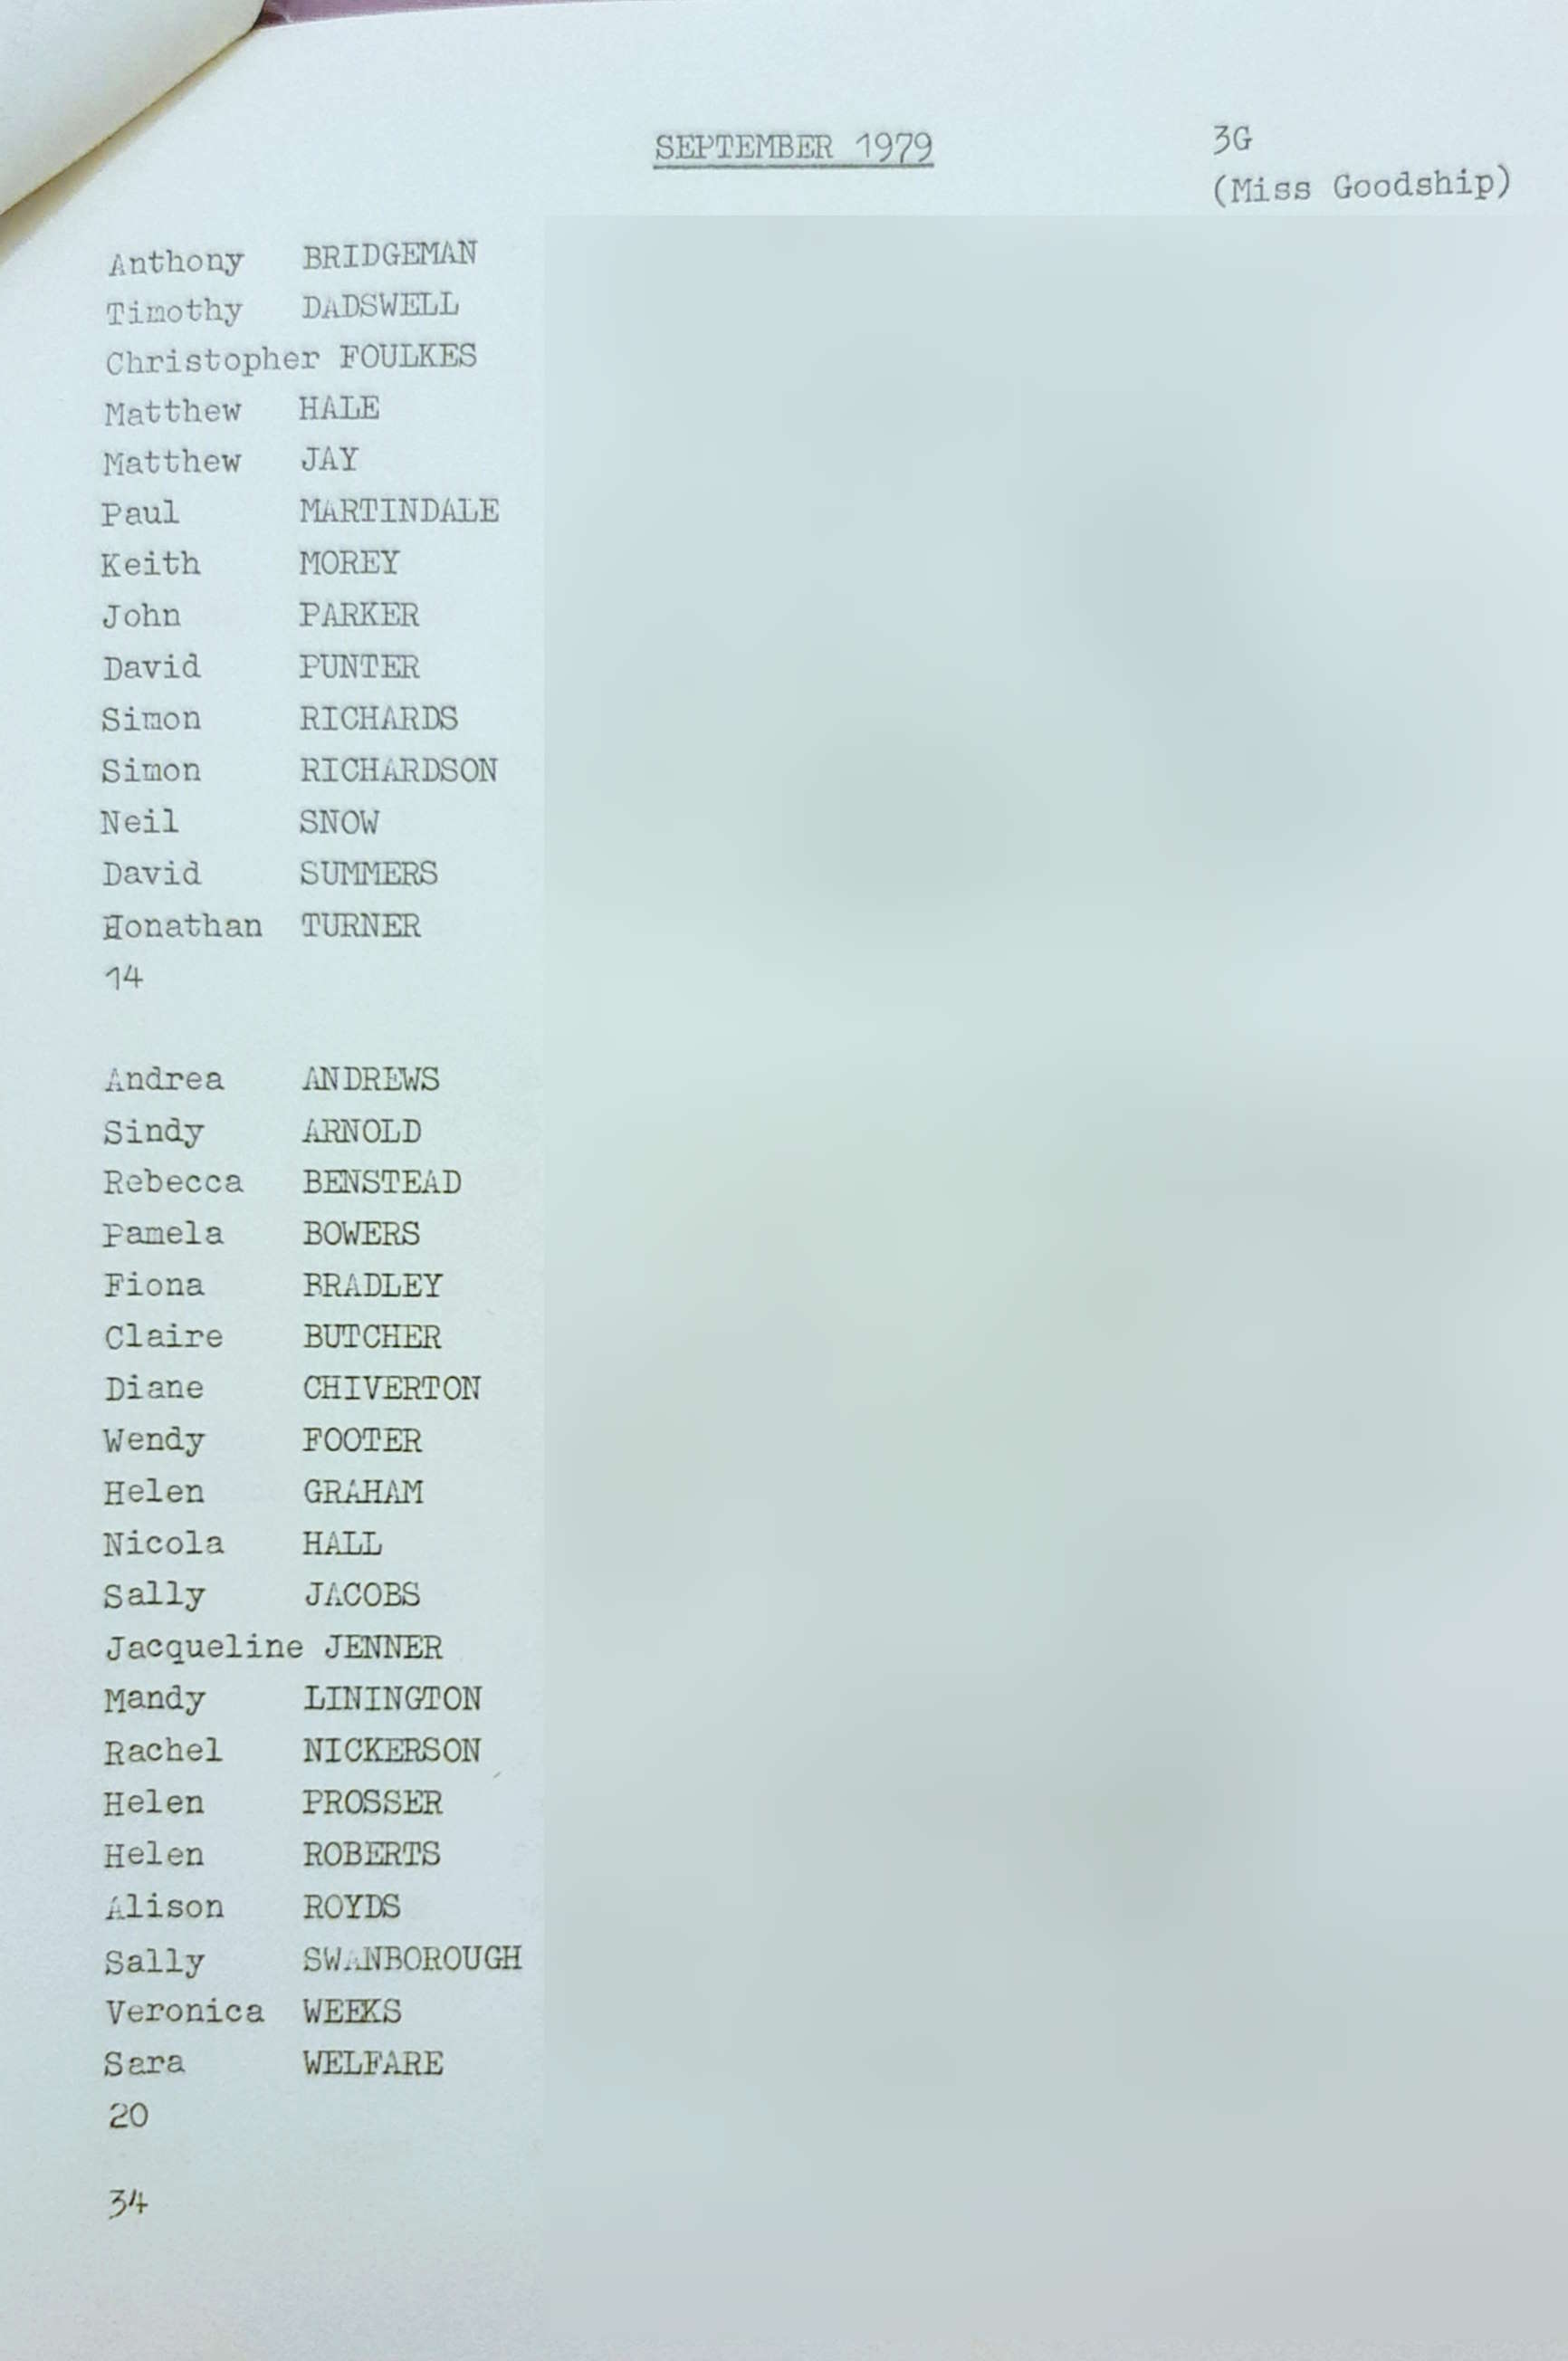 SEPTEMBER 1979
3G
(Miss Goodship)
Anthony BRIDGEMAN
Timothy DADSWELL
Christopher FOULKES
Matthew HALE
Matthew JAY
Paul MARTINDALE
Keith MOREY
John PARKER
David PUNTER
Simon RICHARDS
Simon RICHARDSON
Neil SNOW
David SUMMERS
Jonathan TURNER
14
Andrea ANDREWS
Sindy ARNOLD
Rebecca BENSTEAD
Pamela BOWERS
Fiona BRADLEY
Claire BUTCHER
Diane CHIVERTON
Wendy FOOTER
Helen GRAHAM
Nicola HALL
Sally JACOBS
Jacqueline JENNER
Mandy LININGTON
Rachel NICKERSON
Helen PROSSER
Helen ROBERTS
Alison ROYDS
Sally SWANBOROUGH
Veronica WEEKS
Sara WELFARE
20
34